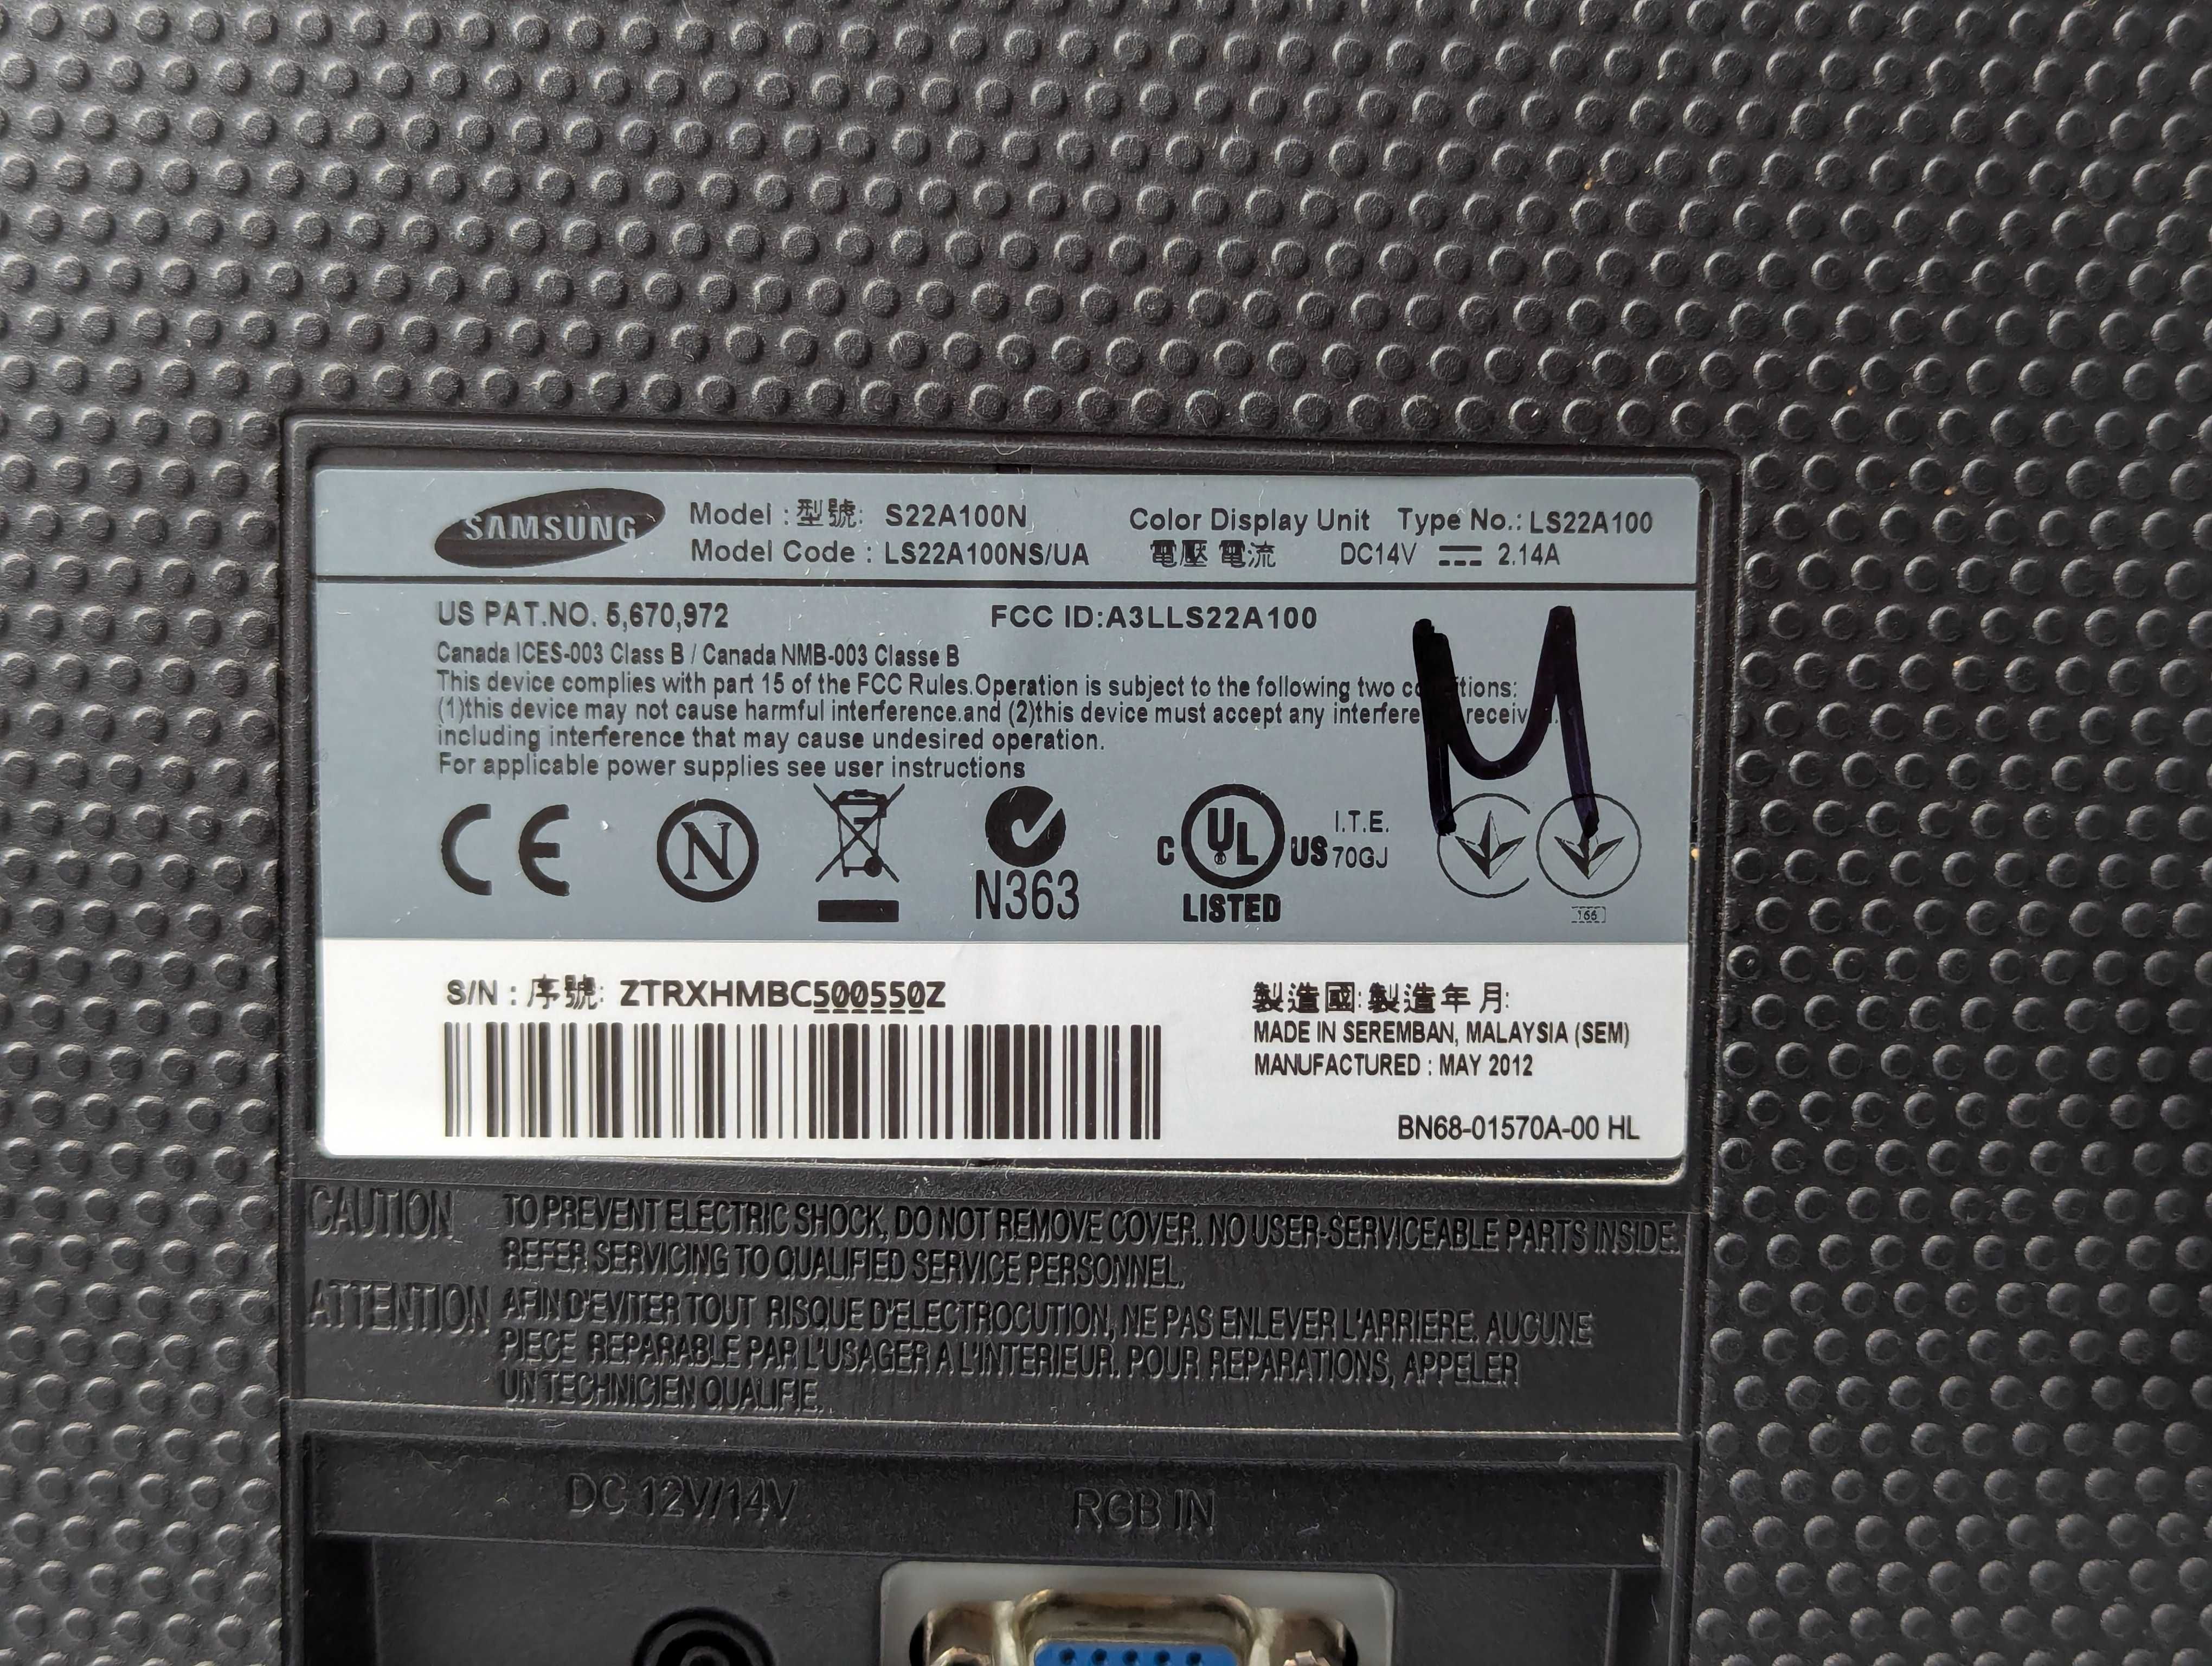 SAMSUNG
Model : 型號: S22A100N
Color Display Unit Type No.: LS22A100
Model Code : LS22A100NS/UA
電壓 電流 DC14V 2.14A
US PAT.NO. 5,670,972
FCC ID:A3LLS22A100
Canada ICES-003 Class B / Canada NMB-003 Classe B
This device complies with part 15 of the FCC Rules.Operation is subject to the following two
(1)this device may not cause harmful interference.and (2)this device must accept any
including interference that may cause undesired operation.
For applicable power supplies see user instructions
M
CE
N
N363
C UL US
LISTED
I.T.E.
70GJ
166
S/N : 序號: ZTRXHMBC500550Z
製造國: 製造年月:
MADE IN SEREMBAN, MALAYSIA (SEM)
MANUFACTURED : MAY 2012
BN68-01570A-00 HL
CAUTION TO PREVENT ELECTRIC SHOCK, DO NOT REMOVE COVER. NO USER-SERVICEABLE PARTS INSIDE.
REFER SERVICING TO QUALIFIED SERVICE PERSONNEL.
ATTENTION AFIN D'EVITER TOUT RISQUE D'ELECTROCUTION, NE PAS ENLEVER L'ARRIERE. AUCUNE
PIECE REPARABLE PAR L'USAGER A L'INTERIEUR. POUR REPARATIONS, APPELER
UN TECHNICIEN QUALIFIE.
DC 12V/14V
RGB IN